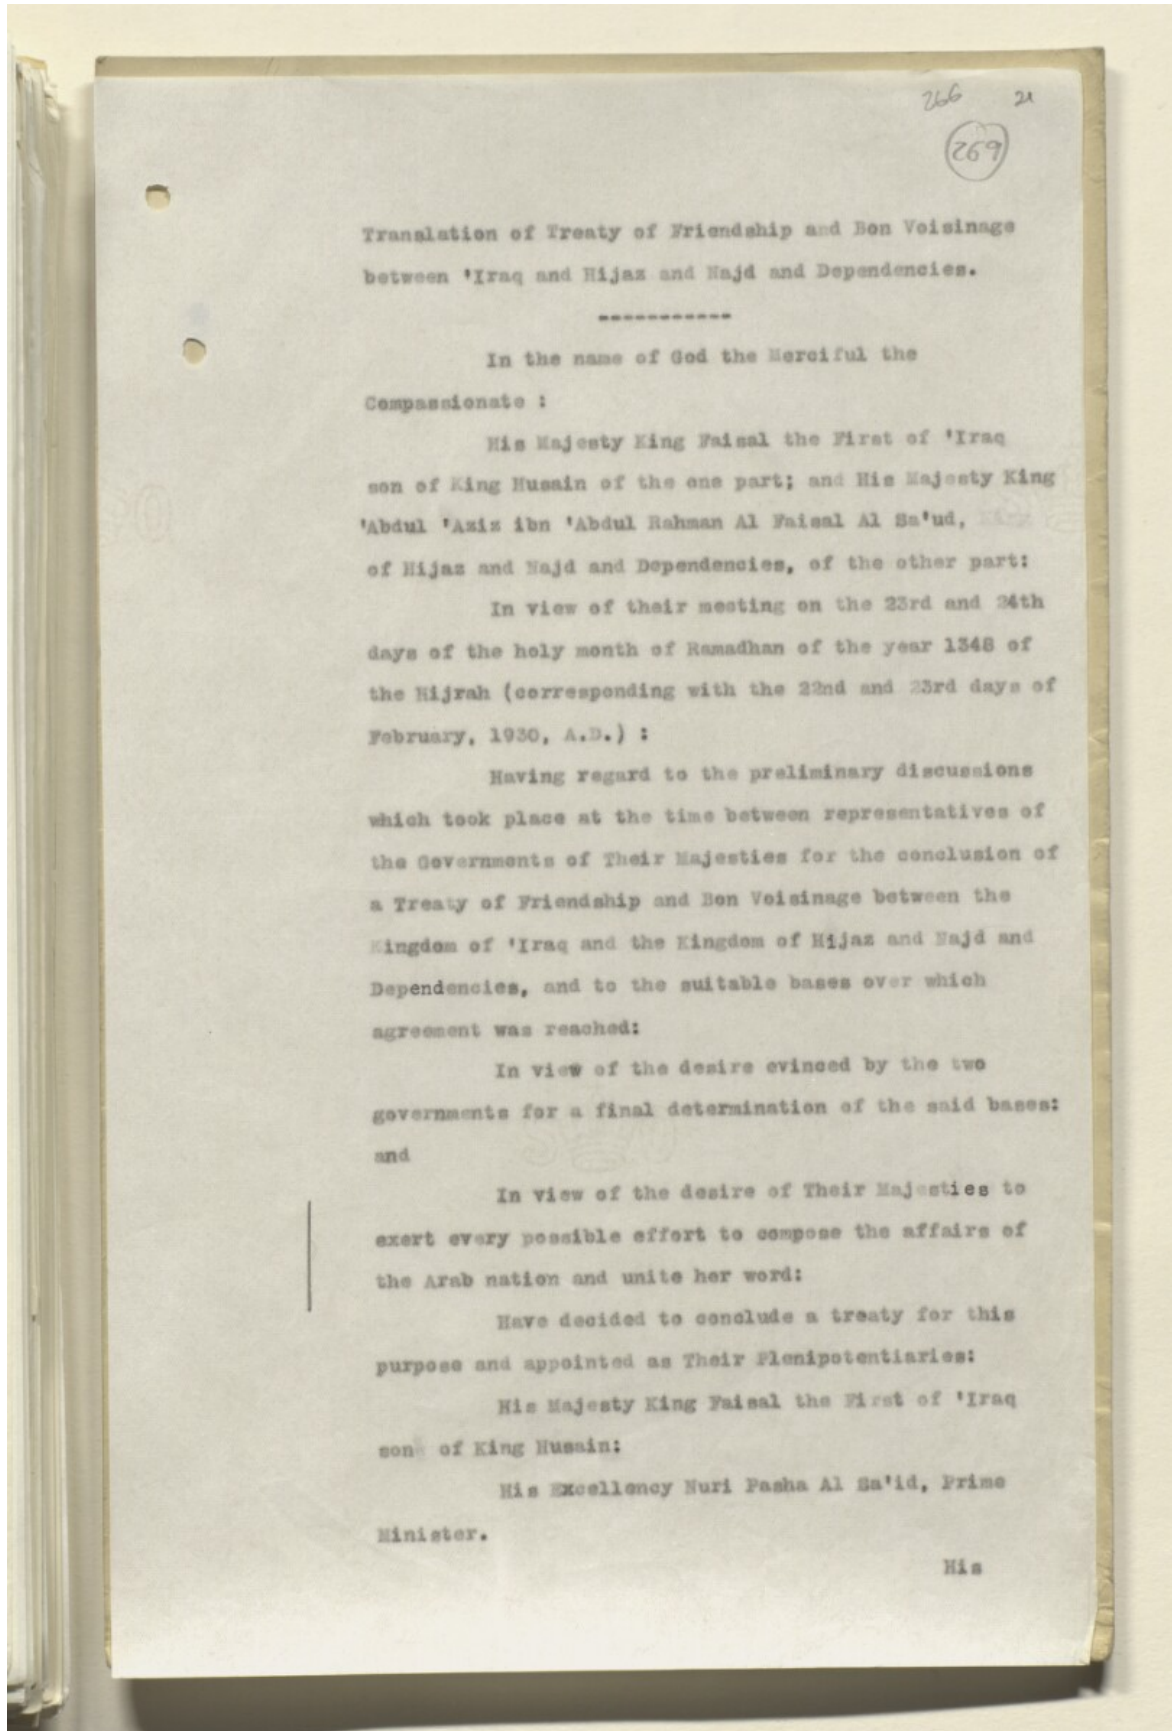 266 21
269
Translation of Treaty of Friendship and Bon Voisinage
between 'Iraq and Hijaz and Najd and Dependencies.
-----------
In the name of God the Merciful the
Compassionate :
His Majesty King Faisal the First of 'Iraq
son of King Husain of the one part; and His Majesty King
'Abdul 'Aziz ibn 'Abdul Rahman Al Faisal Al Sa'ud,
of Hijaz and Najd and Dependencies, of the other part:
In view of their meeting on the 23rd and 24th
days of the holy month of Ramadhan of the year 1348 of
the Hijrah (corresponding with the 22nd and 23rd days of
February, 1930, A.D.) :
Having regard to the preliminary discussions
which took place at the time between representatives of
the Governments of Their Majesties for the conclusion of
a Treaty of Friendship and Bon Voisinage between the
Kingdom of 'Iraq and the Kingdom of Hijaz and Najd and
Dependencies, and to the suitable bases over which
agreement was reached:
In view of the desire evinced by the two
governments for a final determination of the said bases:
and
In view of the desire of Their Majesties to
exert every possible effort to compose the affairs of
the Arab nation and unite her word:
Have decided to conclude a treaty for this
purpose and appointed as Their Plenipotentiaries:
His Majesty King Faisal the First of 'Iraq
son of King Husain:
His Excellency Nuri Pasha Al Sa'id, Prime
Minister.
His